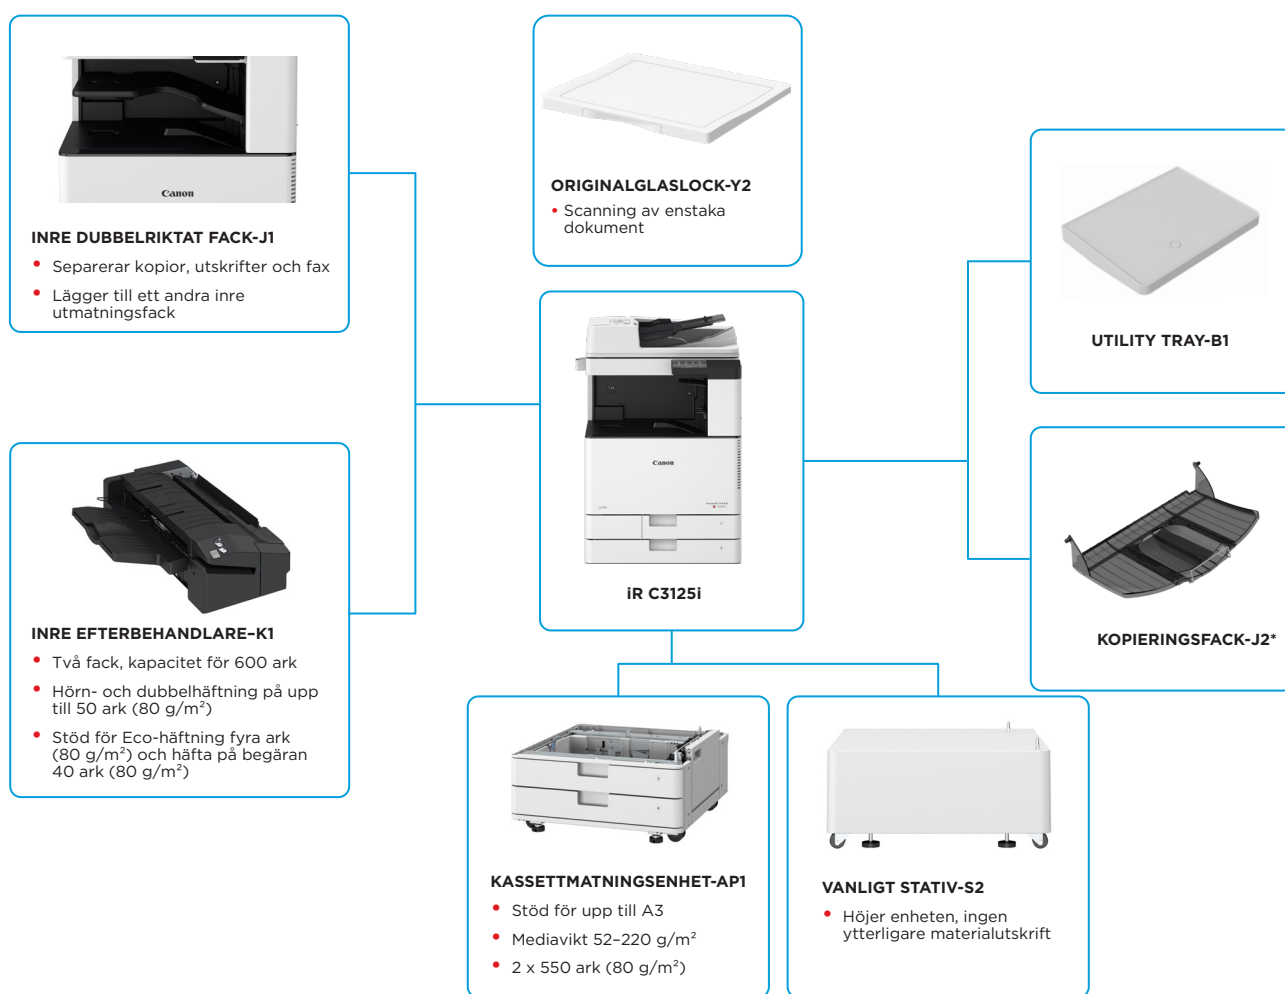 Canon
INRE DUBBELRIKTAT FACK-J1
• Separerar kopior, utskrifter och fax
• Lägger till ett andra inre
utmatningsfack
ORIGINALGLASLOCK-Y2
• Scanning av enstaka
dokument
UTILITY TRAY-B1
Canon
iR C3125i
INRE EFTERBEHANDLARE–K1
• Två fack, kapacitet för 600 ark
• Hörn- och dubbelhäftning på upp
till 50 ark (80 g/m²)
• Stöd för Eco-häftning fyra ark
(80 g/m²) och häfta på begäran
40 ark (80 g/m²)
KOPIERINGSFACK-J2*
KASSETTMATNINGSENHET-AP1
• Stöd för upp till A3
• Mediavikt 52–220 g/m²
• 2 x 550 ark (80 g/m²)
VANLIGT STATIV-S2
• Höjer enheten, ingen
ytterligare materialutskrift